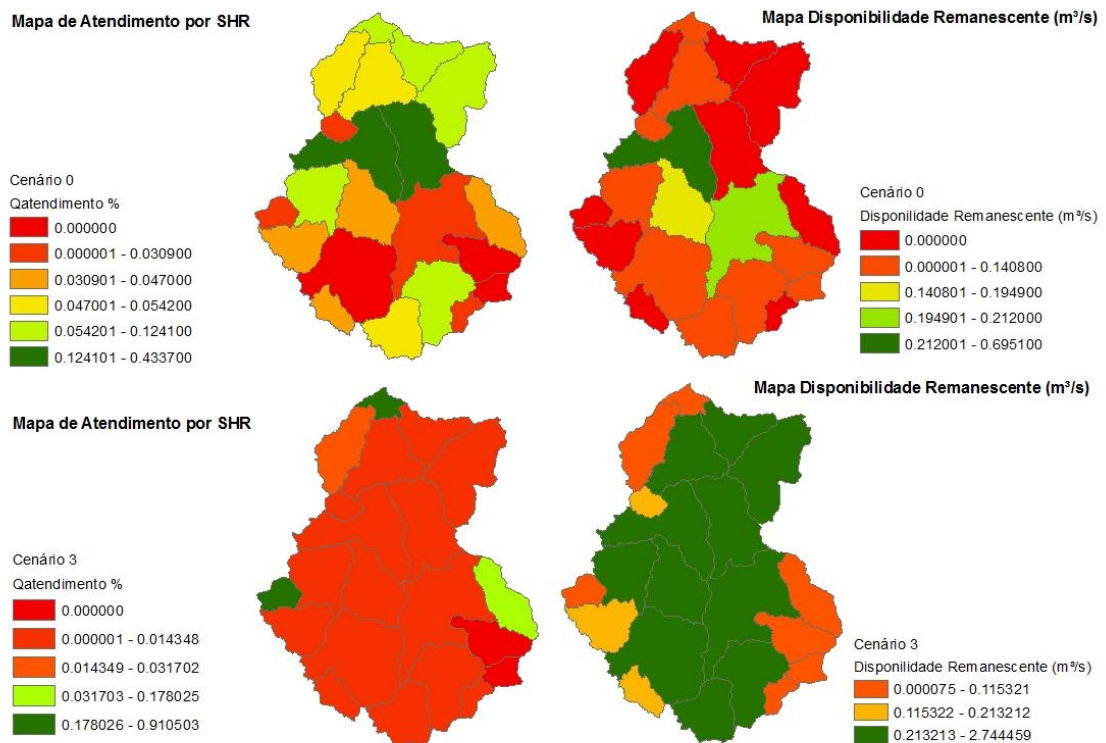 Mapa de Atendimento por SHR
Mapa Disponibilidade Remanescente (m³/s)
Cenário 0
Qatendimento %
0.000000
0.000001 - 0.030900
0.030901 - 0.047000
0.047001 - 0.054200
0.054201 - 0.124100
0.124101 - 0.433700
Cenário 0
Disponilidade Remanescente (m³/s)
0.000000
0.000001 - 0.140800
0.140801 - 0.194900
0.194901 - 0.212000
0.212001 - 0.695100
Mapa de Atendimento por SHR
Mapa Disponibilidade Remanescente (m³/s)
Cenário 3
Qatendimento %
0.000000
0.000001 - 0.014348
0.014349 - 0.031702
0.031703 - 0.178025
0.178026 - 0.910503
Cenário 3
Disponilidade Remanescente (m³/s)
0.000075 - 0.115321
0.115322 - 0.213212
0.213213 - 2.744459